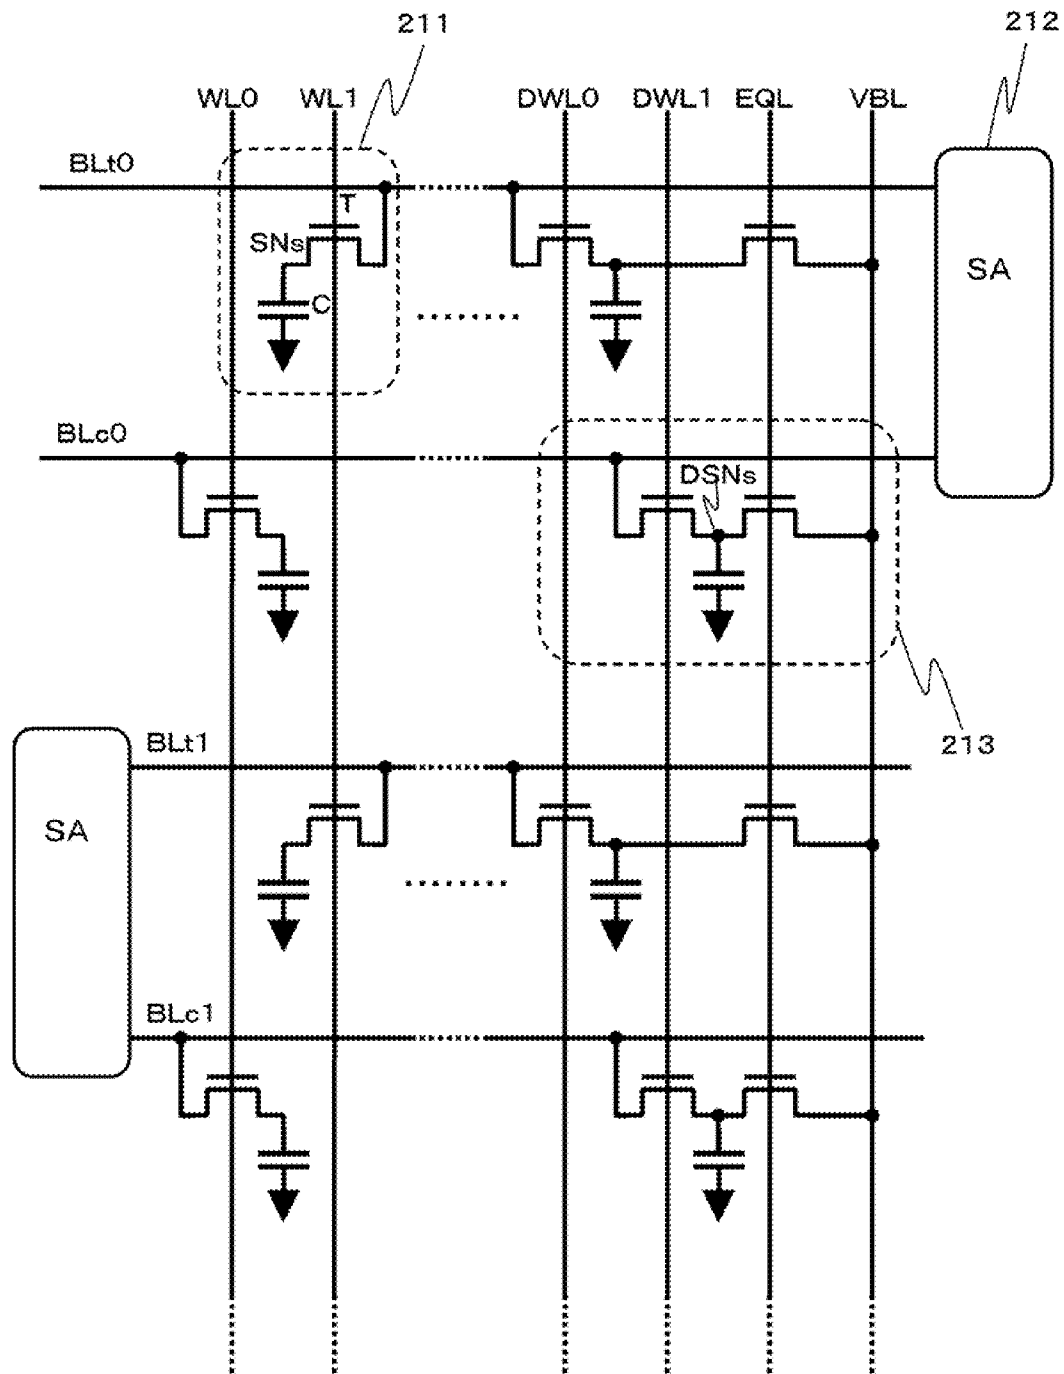 211
212
WL0 WL1 DWL0 DWL1 EQL VBL
BLt0
T
SNs
SA
C
BLc0
DSNs
213
BLt1
SA
BLc1